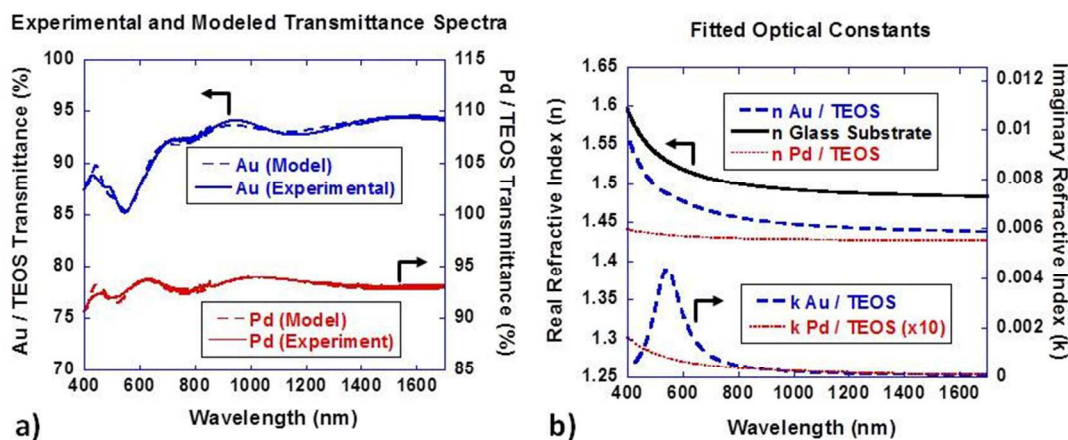 Experimental and Modeled Transmittance Spectra
Au / TEOS Transmittance (%)
100
95
90
85
80
75
70
115
110
105
100
95
90
85
Pd / TEOS Transmittance (%)
Au (Model)
Au (Experimental)
Pd (Model)
Pd (Experiment)
400 600 800 1000 1200 1400 1600
Wavelength (nm)
a)
Fitted Optical Constants
Real Refractive Index (n)
1.65
1.6
1.55
1.5
1.45
1.4
1.35
1.3
1.25
0.012
0.01
0.008
0.006
0.004
0.002
0
Imaginary Refractive Index (k)
n Au / TEOS
n Glass Substrate
n Pd / TEOS
k Au / TEOS
k Pd / TEOS (x10)
400 600 800 1000 1200 1400 1600
Wavelength (nm)
b)